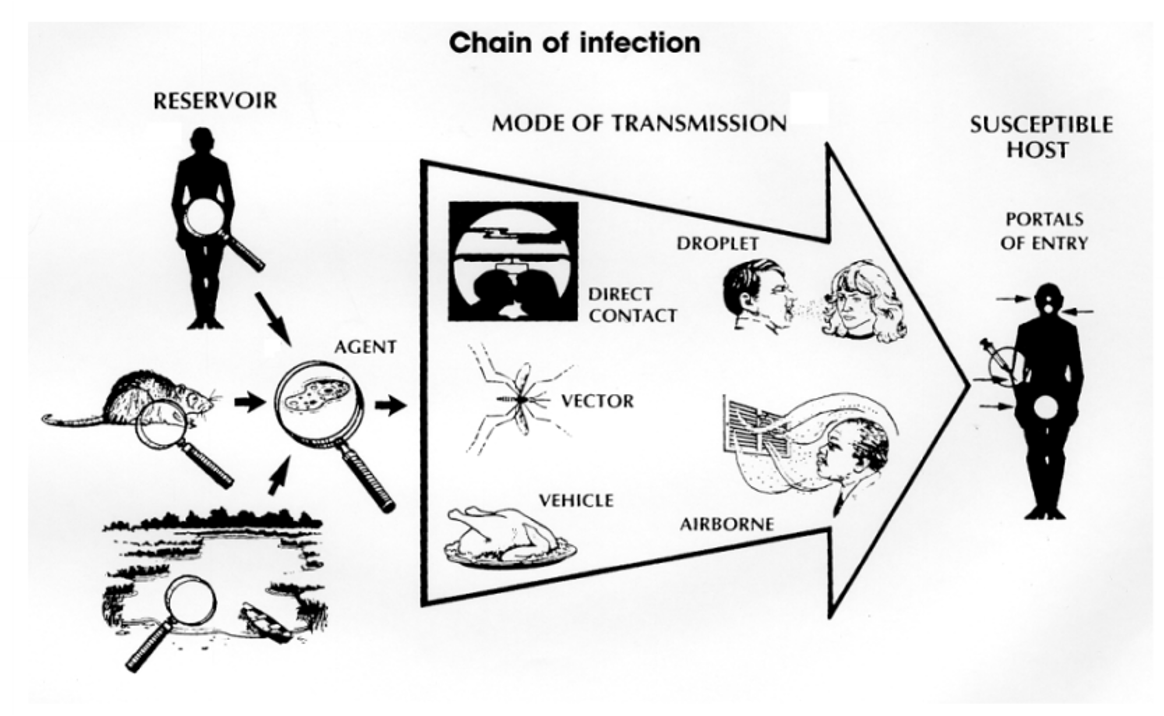 Chain of infection
RESERVOIR
MODE OF TRANSMISSION
SUSCEPTIBLE
HOST
PORTALS
OF ENTRY
AGENT
DIRECT
CONTACT
DROPLET
VECTOR
VEHICLE
AIRBORNE